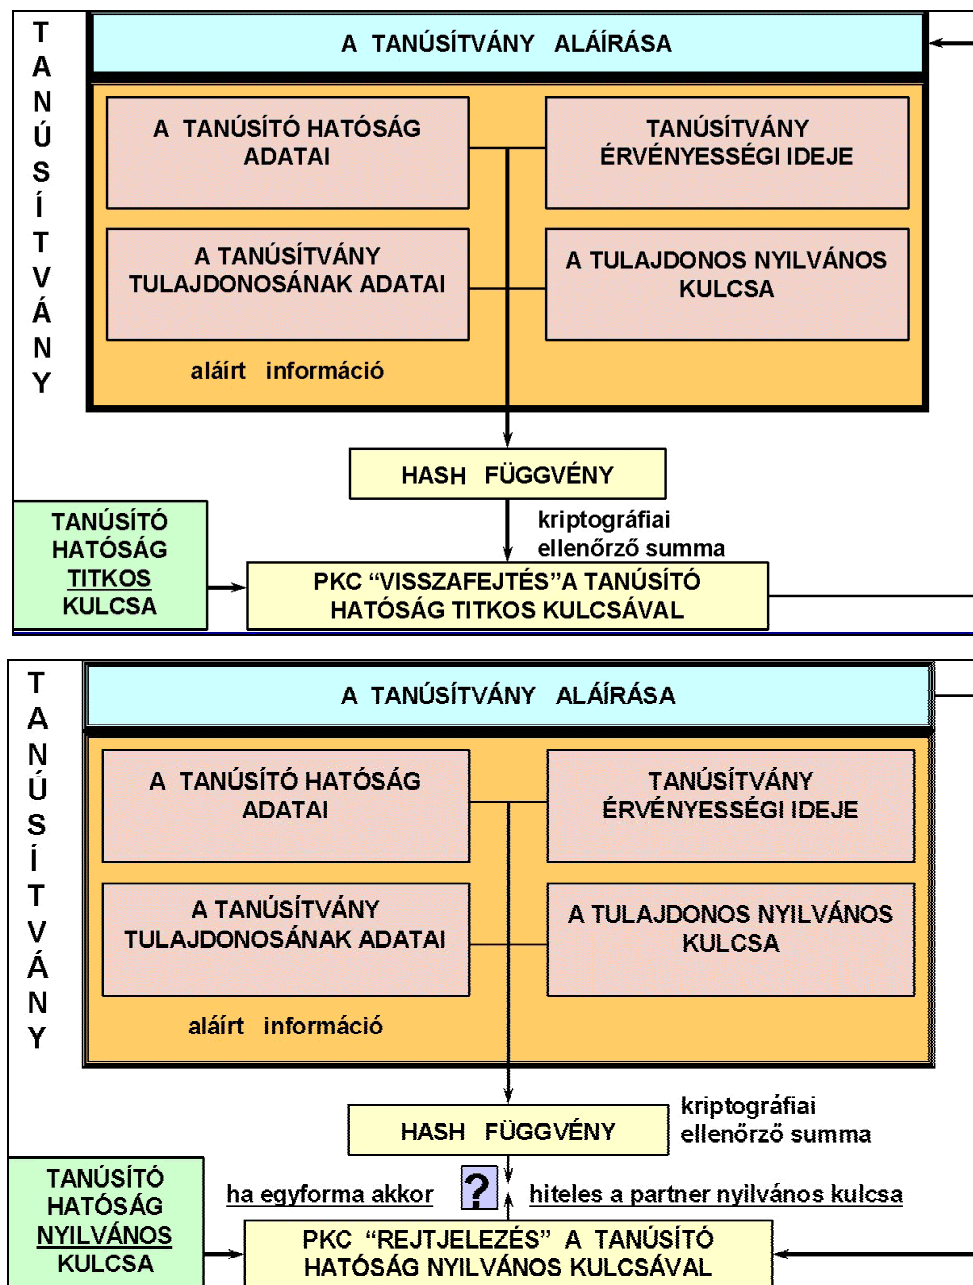 T
A
N
Ú
S
Í
T
V
Á
N
Y
A TANÚSÍTVÁNY ALÁÍRÁSA
A TANÚSÍTÓ HATÓSÁG
ADATAI
TANÚSÍTVÁNY
ÉRVÉNYESSÉGI IDEJE
A TANÚSÍTVÁNY
TULAJDONOSÁNAK ADATAI
A TULAJDONOS NYILVÁNOS
KULCSA
aláírt információ
HASH FÜGGVÉNY
kriptográfiai
ellenőrző summa
TANÚSÍTÓ
HATÓSÁG
TITKOS
KULCSA
PKC “VISSZAFEJTÉS”A TANÚSÍTÓ
HATÓSÁG TITKOS KULCSÁVAL
T
A
N
Ú
S
Í
T
V
Á
N
Y
A TANÚSÍTVÁNY ALÁÍRÁSA
A TANÚSÍTÓ HATÓSÁG
ADATAI
TANÚSÍTVÁNY
ÉRVÉNYESSÉGI IDEJE
A TANÚSÍTVÁNY
TULAJDONOSÁNAK ADATAI
A TULAJDONOS NYILVÁNOS
KULCSA
aláírt információ
HASH FÜGGVÉNY
kriptográfiai
ellenőrző summa
ha egyforma akkor ? hiteles a partner nyilvános kulcsa
TANÚSÍTÓ
HATÓSÁG
NYILVÁNOS
KULCSA
PKC “REJTJELEZÉS” A TANÚSÍTÓ
HATÓSÁG NYILVÁNOS KULCSÁVAL